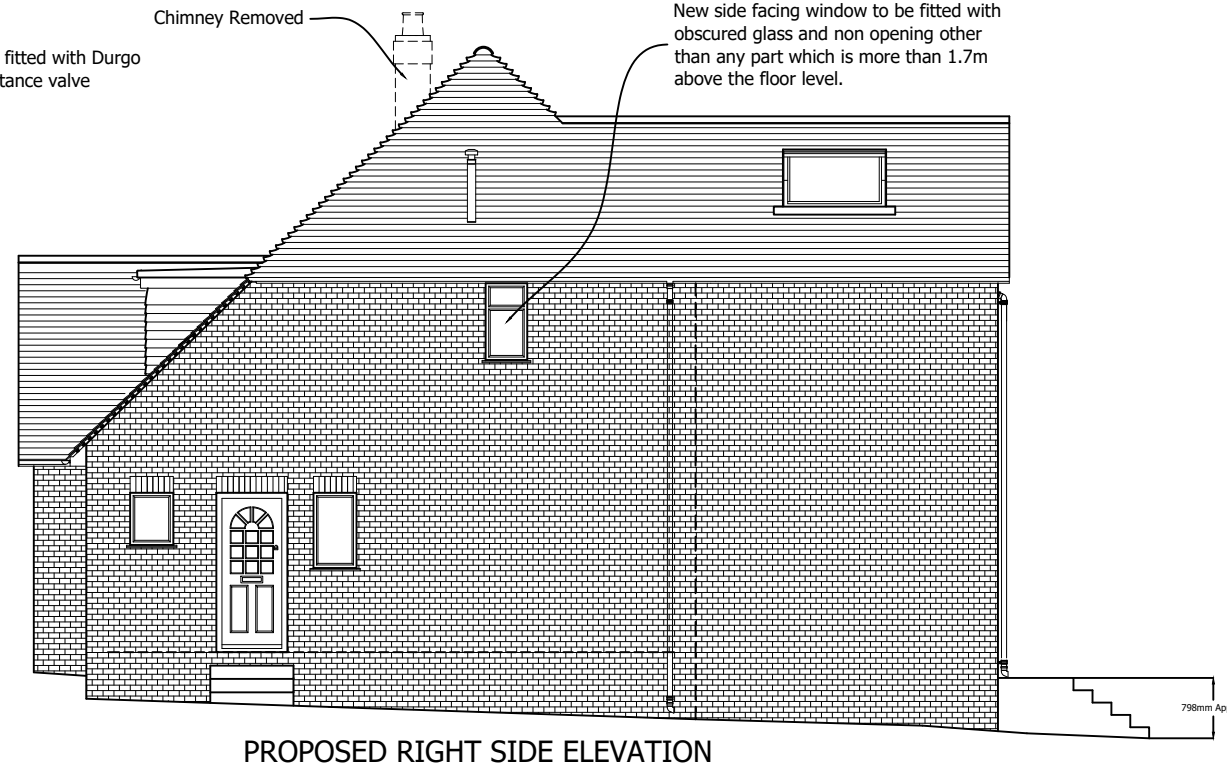 Chimney Removed
fitted with Durgo
tance valve
New side facing window to be fitted with
obscured glass and non opening other
than any part which is more than 1.7m
above the floor level.
798mm Ap
PROPOSED RIGHT SIDE ELEVATION